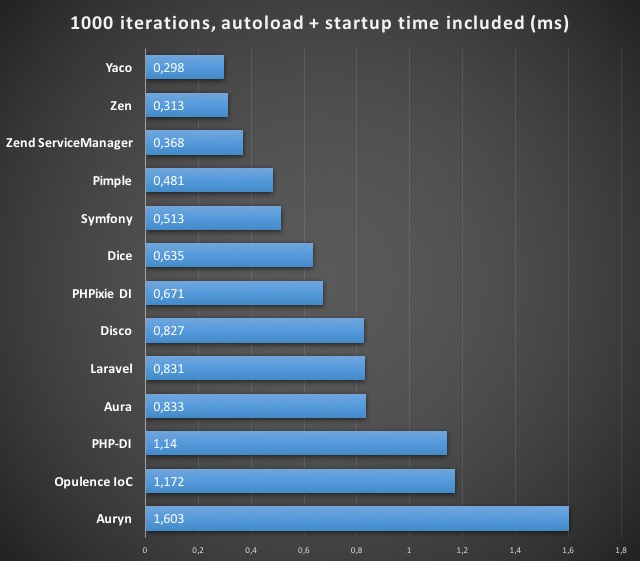 1000 iterations, autoload + startup time included (ms)
Yaco 0,298
Zen 0,313
Zend ServiceManager 0,368
Pimple 0,481
Symfony 0,513
Dice 0,635
PHPixie DI 0,671
Disco 0,827
Laravel 0,831
Aura 0,833
PHP-DI 1,14
Opulence IoC 1,172
Auryn 1,603
0 0,2 0,4 0,6 0,8 1 1,2 1,4 1,6 1,8